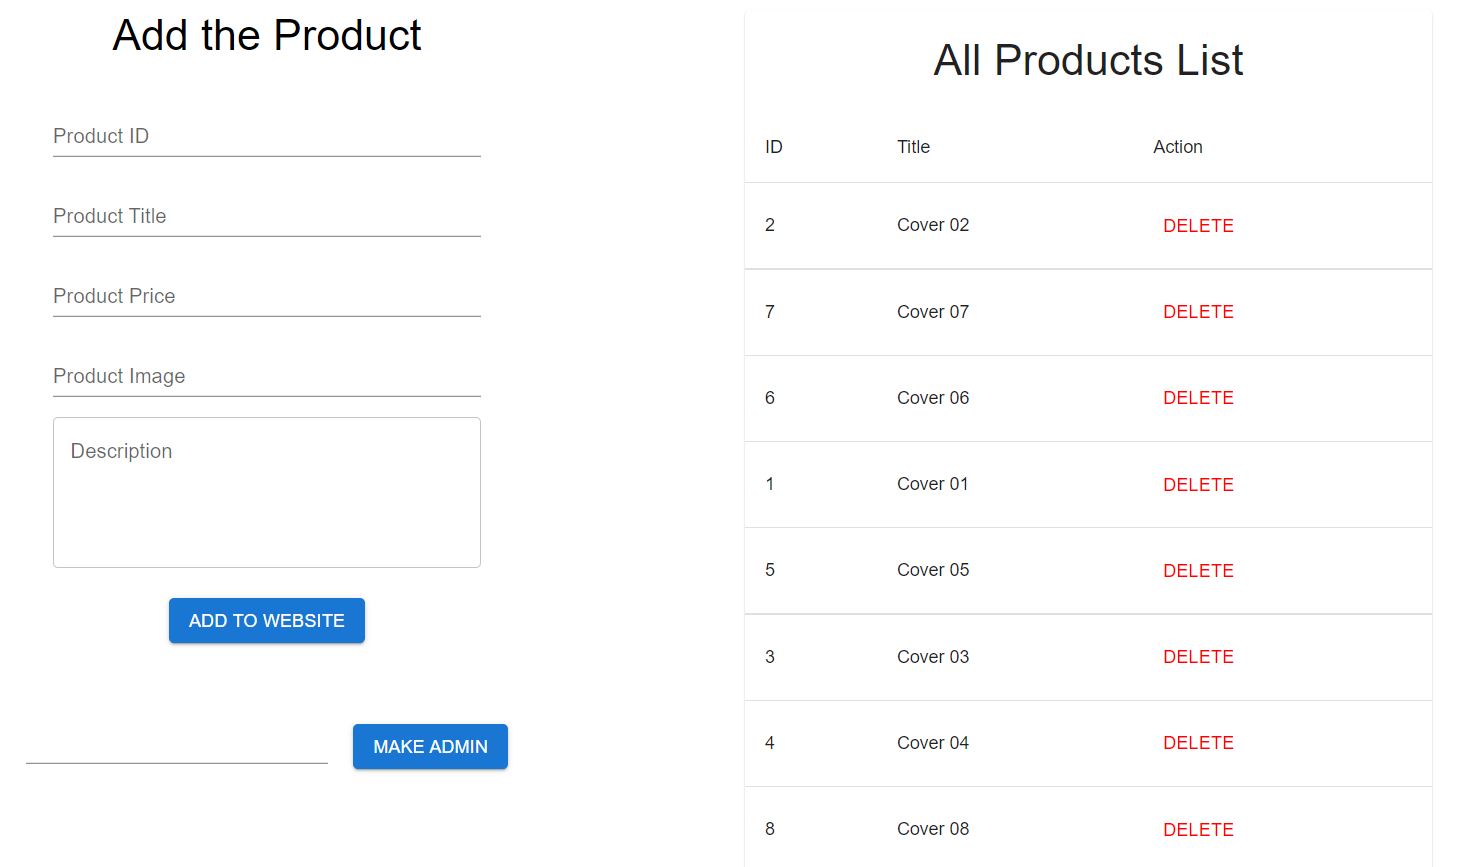 Add the Product
Product ID
Product Title
Product Price
Product Image
Description
ADD TO WEBSITE
MAKE ADMIN
All Products List
ID Title Action
2 Cover 02 DELETE
7 Cover 07 DELETE
6 Cover 06 DELETE
1 Cover 01 DELETE
5 Cover 05 DELETE
3 Cover 03 DELETE
4 Cover 04 DELETE
8 Cover 08 DELETE